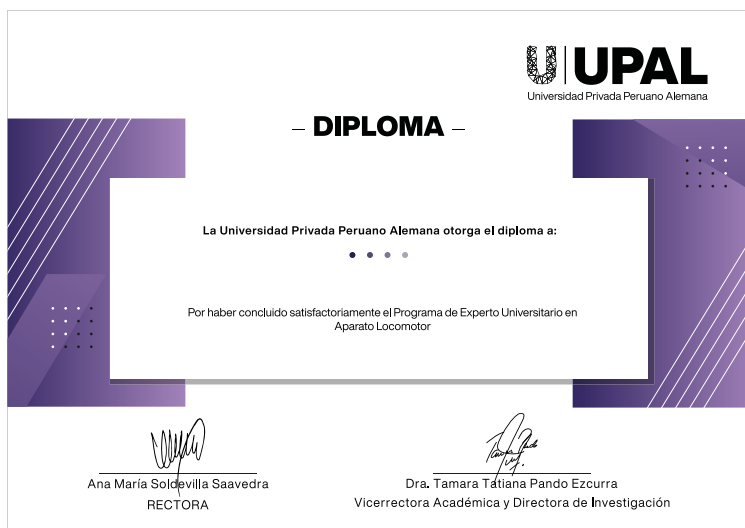 UPAL
Universidad Privada Peruano Alemana
– DIPLOMA –
La Universidad Privada Peruano Alemana otorga el diploma a:
Por haber concluido satisfactoriamente el Programa de Experto Universitario en
Aparato Locomotor
Ana María Soldevilla Saavedra
RECTORA
Dra. Tamara Tatiana Pando Ezcurra
Vicerrectora Académica y Directora de Investigación